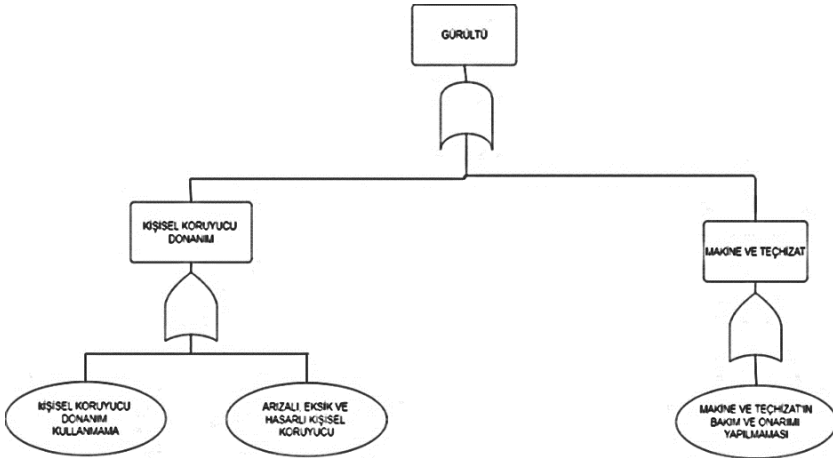 GÜRÜLTÜ
KİŞİSEL KORUYUCU
DONANIM
MAKİNE VE TEÇHİZAT
KİŞİSEL KORUYUCU
DONANIM
KULLANMAMA
ARIZALI, EKSİK VE
HASARLI KİŞİSEL
KORUYUCU
MAKİNE VE TEÇHİZAT'IN
BAKIM VE ONARIMI
YAPILMAMASI